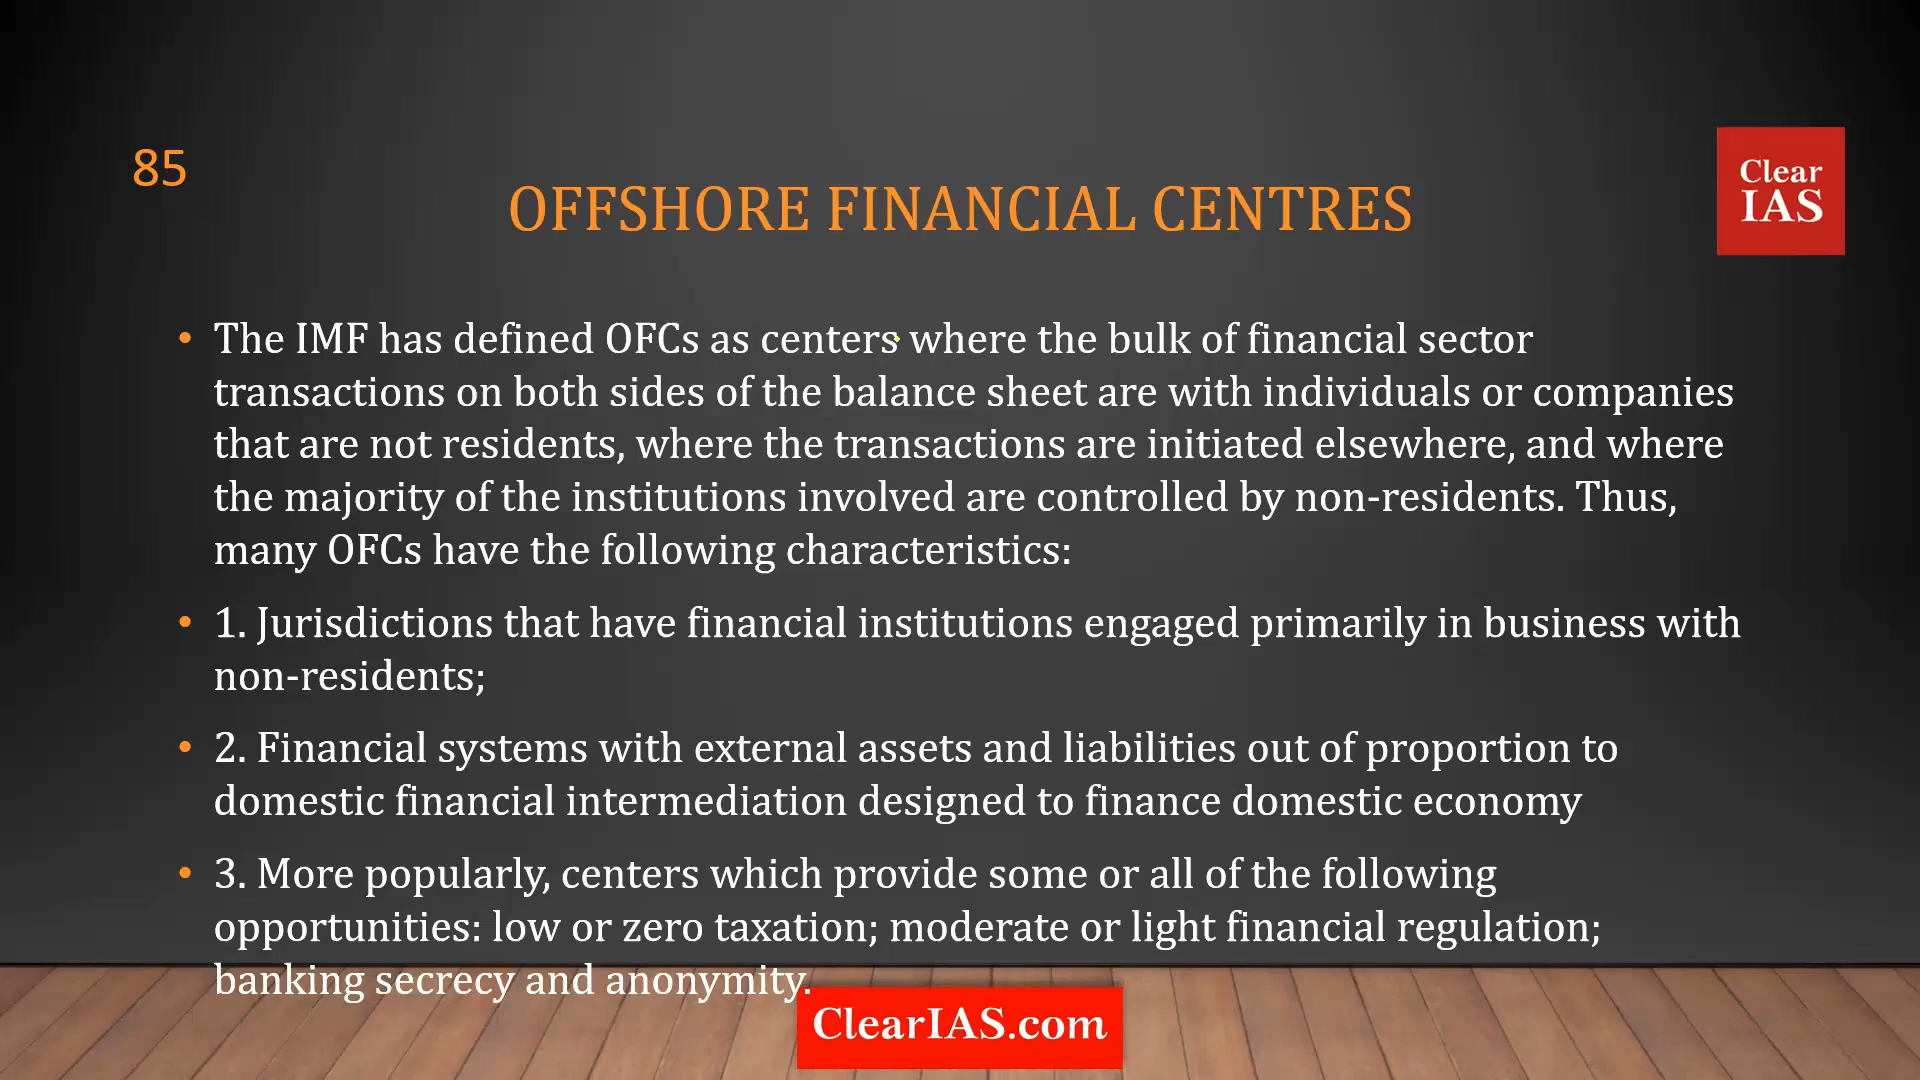 85
OFFSHORE FINANCIAL CENTRES
Clear
IAS
• The IMF has defined OFCs as centers where the bulk of financial sector
transactions on both sides of the balance sheet are with individuals or companies
that are not residents, where the transactions are initiated elsewhere, and where
the majority of the institutions involved are controlled by non-residents. Thus,
many OFCs have the following characteristics:
• 1. Jurisdictions that have financial institutions engaged primarily in business with
non-residents;
• 2. Financial systems with external assets and liabilities out of proportion to
domestic financial intermediation designed to finance domestic economy
• 3. More popularly, centers which provide some or all of the following
opportunities: low or zero taxation; moderate or light financial regulation;
banking secrecy and anonymity.
ClearIAS.com